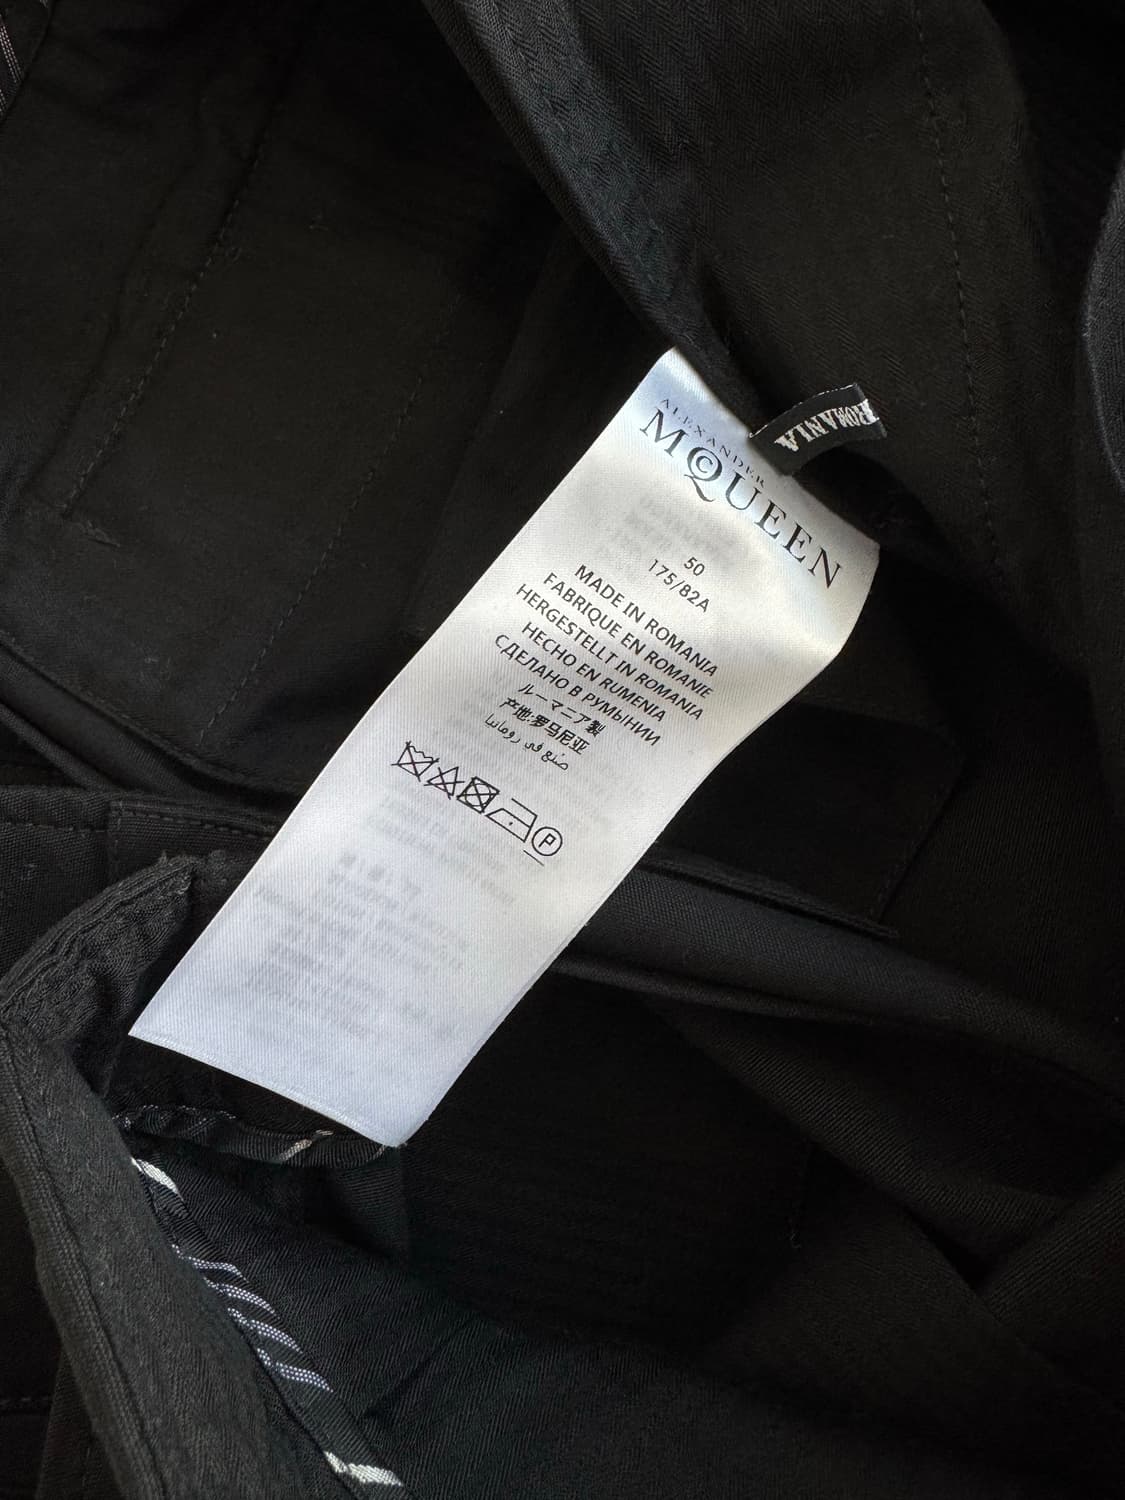 ALEXANDER
MCQUEEN
ROMANIA
50
175/82A
MADE IN ROMANIA
FABRIQUE EN ROMANIE
HERGESTELLT IN ROMANIA
HECHO EN RUMENIA
СДЕЛАНО В РУМЫНИИ
ルーマニア製
产地:罗马尼亚
صنع في رومانيا
P